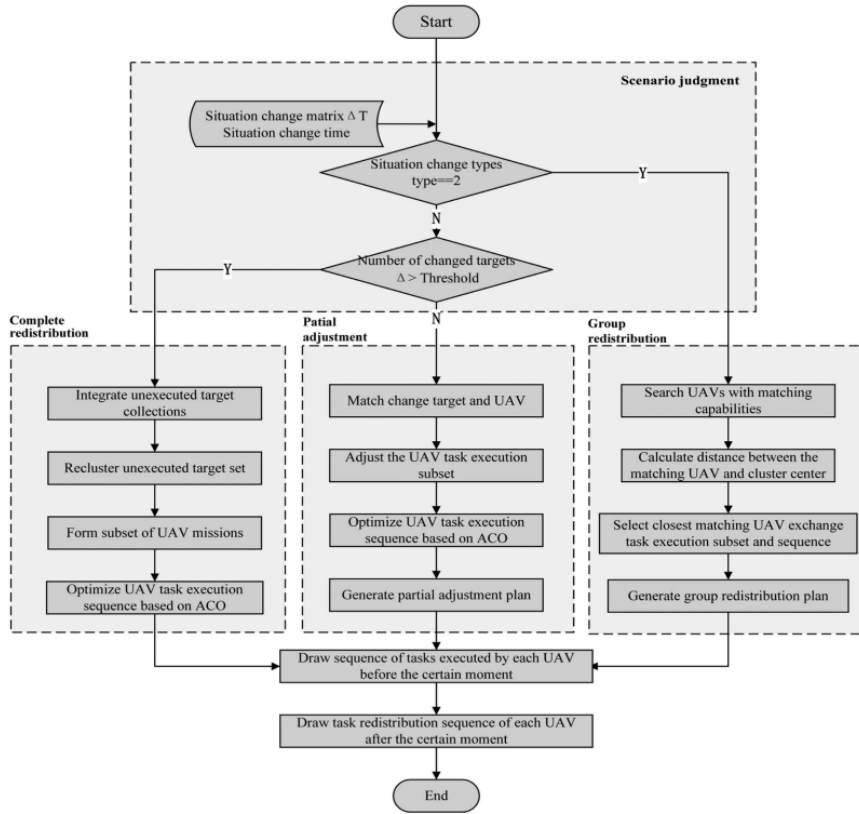 Start
Scenario judgment
Situation change matrix Δ T
Situation change time
Situation change types
type==2
Y
N
Number of changed targets
Δ > Threshold
Y
N
Complete
redistribution
Integrate unexecuted target
collections
Recluster unexecuted target set
Form subset of UAV missions
Optimize UAV task execution
sequence based on ACO
Patial
adjustment
Match change target and UAV
Adjust the UAV task execution
subset
Optimize UAV task execution
sequence based on ACO
Generate partial adjustment plan
Group
redistribution
Search UAVs with matching
capabilities
Calculate distance between the
matching UAV and cluster center
Select closest matching UAV exchange
task execution subset and sequence
Generate group redistribution plan
Draw sequence of tasks executed by each UAV
before the certain moment
Draw task redistribution sequence of each UAV
after the certain moment
End